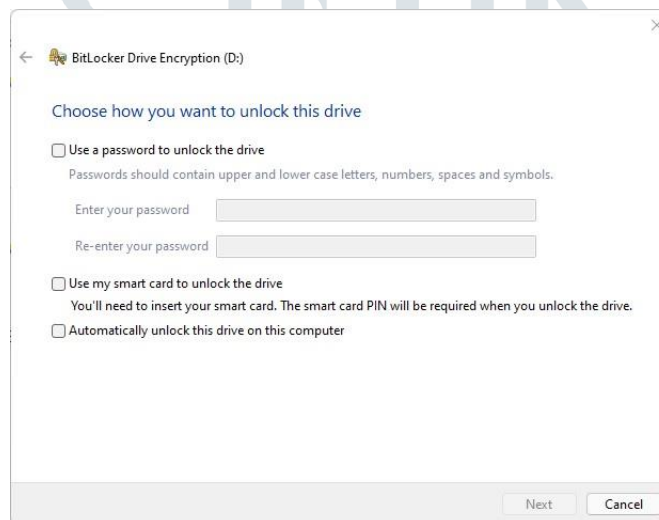 BitLocker Drive Encryption (D:)
Choose how you want to unlock this drive
Use a password to unlock the drive
Passwords should contain upper and lower case letters, numbers, spaces and symbols.
Enter your password
Re-enter your password
Use my smart card to unlock the drive
You'll need to insert your smart card. The smart card PIN will be required when you unlock the drive.
Automatically unlock this drive on this computer
Next Cancel